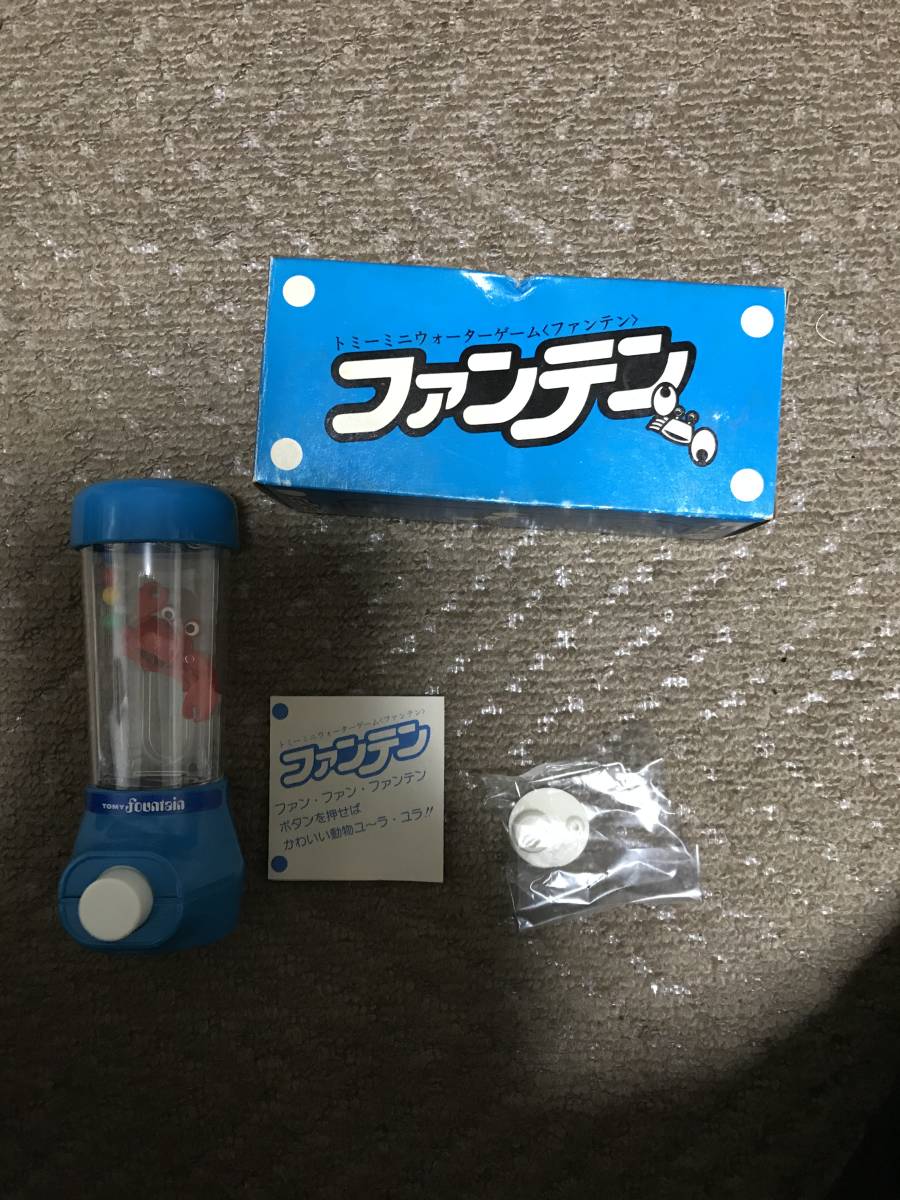 トミーミニウォーターゲーム〈ファンテン〉
ファンテン
TOMY fountain
トミーミニウォーターゲーム〈ファンテン〉
ファンテン
ファン・ファン・ファンテン
ボタンを押せば
かわいい動物ユ〜ラ・ユラ!!